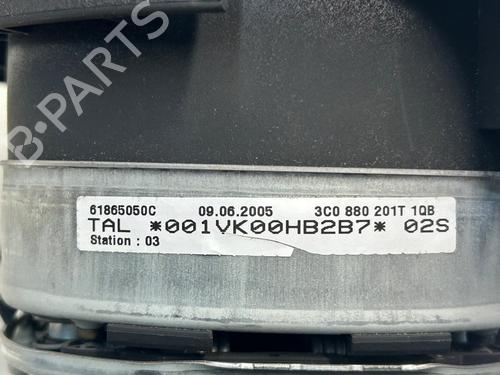 B-PARTS
61865050C 09.06.2005 3C0 880 201T 1QB
TAL *001VK00HB2B7* 02S
Station : 03